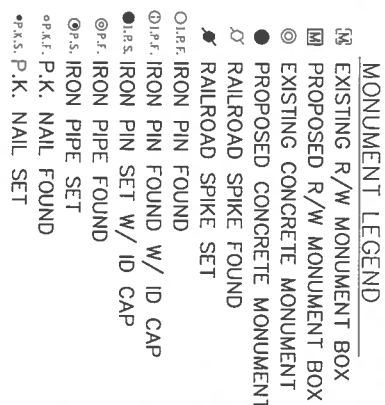 MONUMENT LEGEND
[M] EXISTING R/W MONUMENT BOX
M PROPOSED R/W MONUMENT BOX
EXISTING CONCRETE MONUMENT
PROPOSED CONCRETE MONUMENT
RAILROAD SPIKE FOUND
RAILROAD SPIKE SET
I.P.F. IRON PIN FOUND
I.P.F. IRON PIN FOUND W/ ID CAP
I.P.S. IRON PIN SET W/ ID CAP
P.F. IRON PIPE FOUND
P.S. IRON PIPE SET
P.K.F. P.K. NAIL FOUND
P.K.S. P.K. NAIL SET